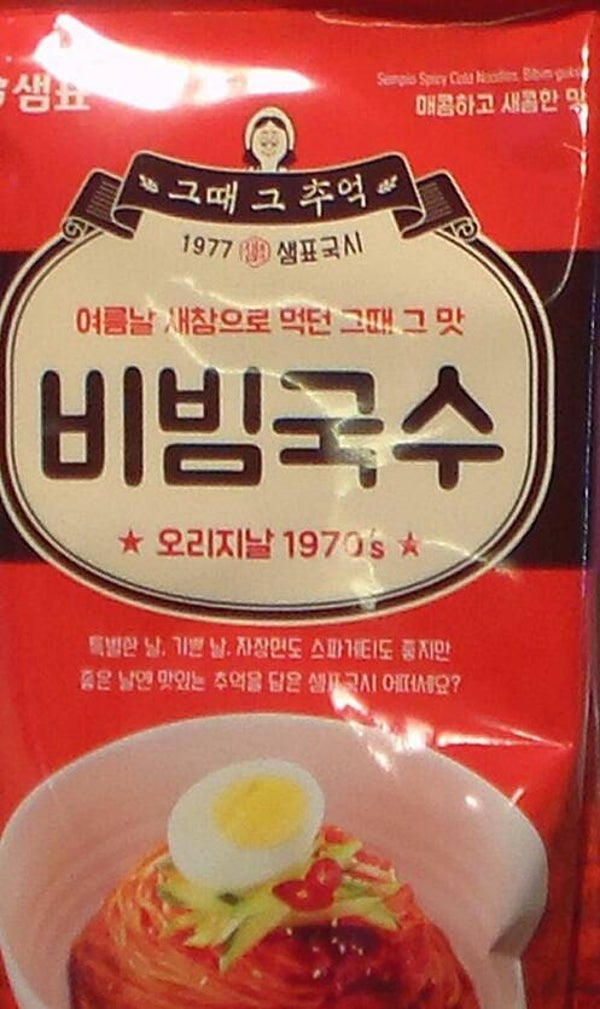 샘표
Sempio Spicy Cold Noodles, Bibim-guksu
매콤하고 새콤한 맛
그때 그 추억
1977 샘표국시
여름날 새참으로 먹던 그때 그 맛
비빔국수
★ 오리지날 1970's ★
특별한 날, 기쁜 날, 자장면도 스파게티도 좋지만
좋은 날엔 맛있는 추억을 담은 샘표국시 어떠세요?